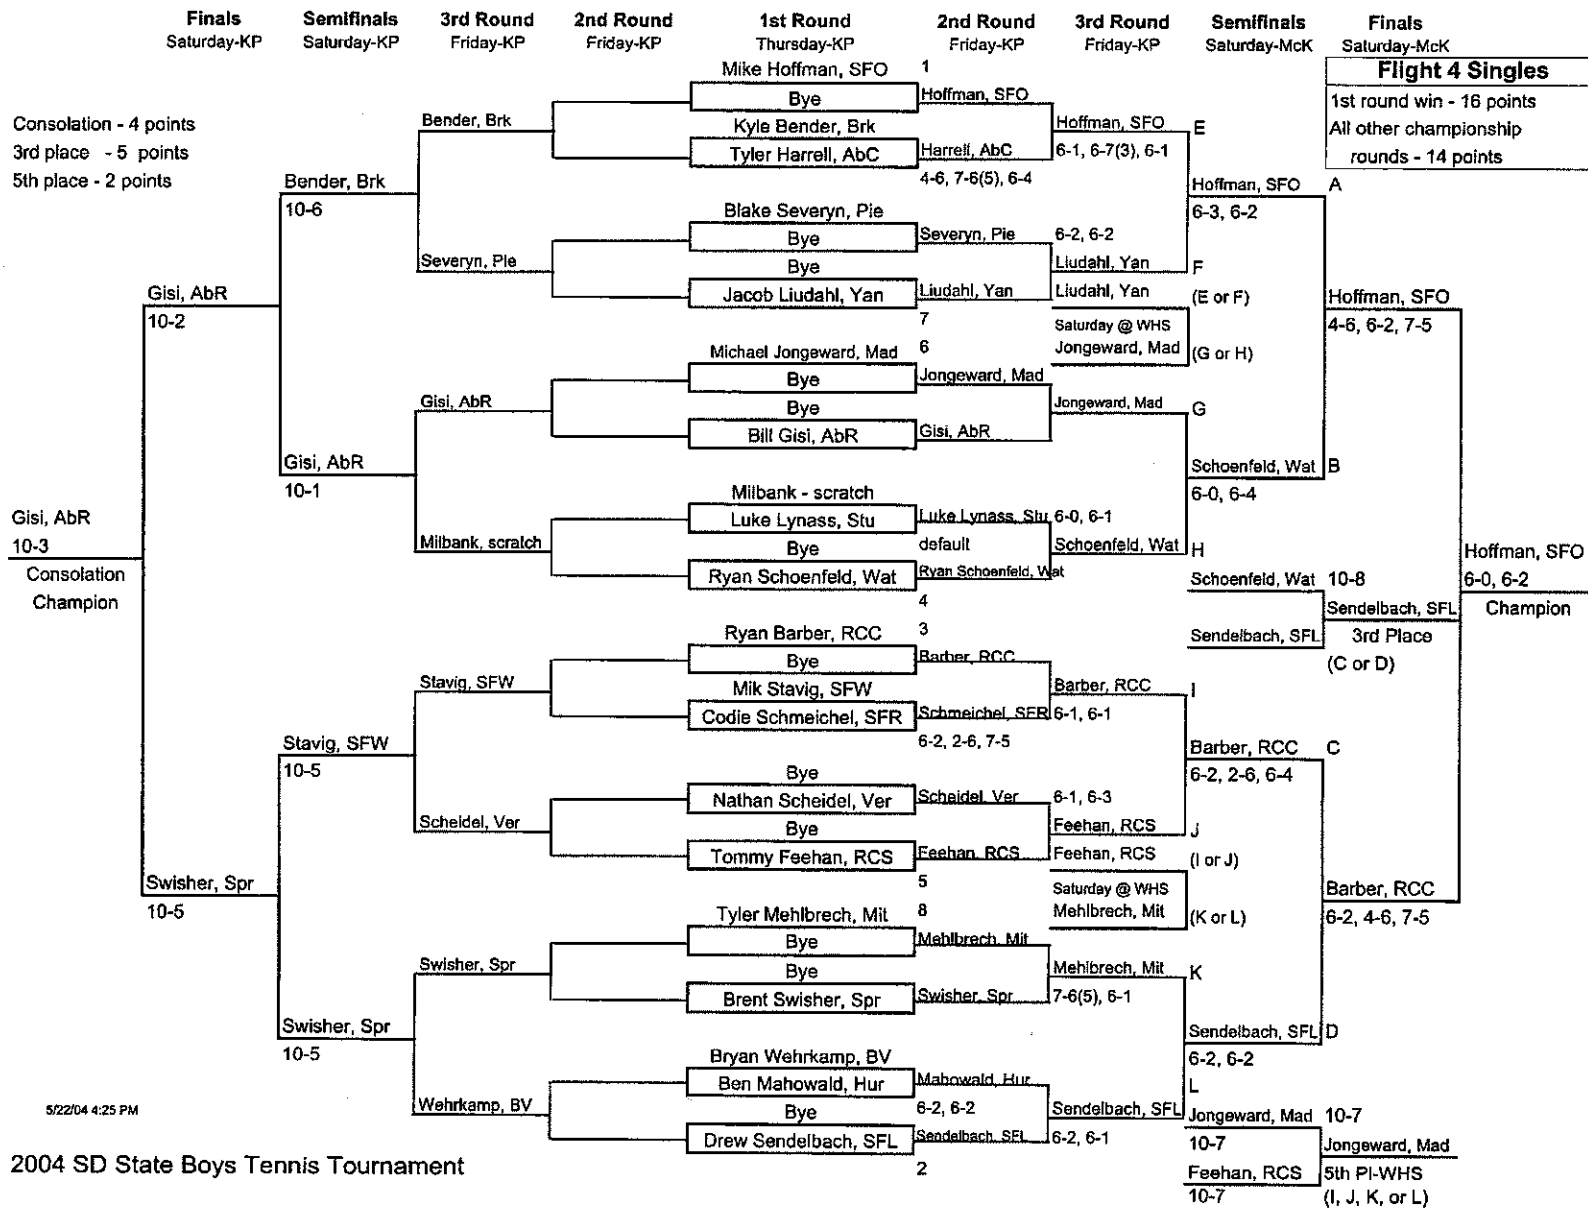 Finals Semifinals 3rd Round 2nd Round 1st Round 2nd Round 3rd Round Semifinals Finals
Saturday-KP Saturday-KP Friday-KP Friday-KP Thursday-KP Friday-KP Friday-KP Saturday-McK Saturday-McK
Flight 4 Singles
1st round win - 16 points
All other championship
rounds - 14 points
Consolation - 4 points
3rd place - 5 points
5th place - 2 points
Gisi, AbR
10-3
Consolation
Champion
Gisi, AbR
10-2
Swisher, Spr
10-5
Bender, Brk
10-6
Gisi, AbR
10-1
Stavig, SFW
10-5
Swisher, Spr
10-5
Bender, Brk
Severyn, Pie
Gisi, AbR
Milbank, scratch
Stavig, SFW
Scheidel, Ver
Swisher, Spr
Wehrkamp, BV
Mike Hoffman, SFO
Bye
Kyle Bender, Brk
Tyler Harrell, AbC
Blake Severyn, Pie
Bye
Bye
Jacob Liudahl, Yan
Michael Jongeward, Mad
Bye
Bye
Bill Gisi, AbR
Milbank - scratch
Luke Lynass, Stu
Bye
Ryan Schoenfeld, Wat
Ryan Barber, RCC
Bye
Mik Stavig, SFW
Codie Schmeichel, SFR
Bye
Nathan Scheidel, Ver
Bye
Tommy Feehan, RCS
Tyler Mehlbrech, Mit
Bye
Bye
Brent Swisher, Spr
Bryan Wehrkamp, BV
Ben Mahowald, Hur
Bye
Drew Sendelbach, SFL
1
Hoffman, SFO
Harrell, AbC
4-6, 7-6(5), 6-4
Severyn, Pie
Liudahl, Yan
7
6
Jongeward, Mad
Gisi, AbR
Luke Lynass, Stu
default
Ryan Schoenfeld, Wat
4
3
Barber, RCC
Schmeichel, SFR
6-2, 2-6, 7-5
Scheidel, Ver
Feehan, RCS
5
8
Mehlbrech, Mit
Swisher, Spr
Mahowald, Hur
6-2, 6-2
Sendelbach, SFL
2
Hoffman, SFO
6-1, 6-7(3), 6-1
6-2, 6-2
Liudahl, Yan
Liudahl, Yan
Saturday @ WHS
Jongeward, Mad
Jongeward, Mad
6-0, 6-1
Schoenfeld, Wat
Barber, RCC
6-1, 6-1
6-1, 6-3
Feehan, RCS
Feehan, RCS
Saturday @ WHS
Mehlbrech, Mit
Mehlbrech, Mit
7-6(5), 6-1
Sendelbach, SFL
6-2, 6-1
E
Hoffman, SFO
6-3, 6-2
F
(E or F)
(G or H)
G
Schoenfeld, Wat
6-0, 6-4
H
Schoenfeld, Wat
Sendelbach, SFL
I
Barber, RCC
6-2, 2-6, 6-4
J
(I or J)
(K or L)
K
Sendelbach, SFL
6-2, 6-2
L
Jongeward, Mad
10-7
Feehan, RCS
10-7
A
Hoffman, SFO
4-6, 6-2, 7-5
B
10-8
Sendelbach, SFL
3rd Place
(C or D)
C
Barber, RCC
6-2, 4-6, 7-5
D
10-7
Jongeward, Mad
5th Pl-WHS
(I, J, K, or L)
Hoffman, SFO
6-0, 6-2
Champion
5/22/04 4:25 PM
2004 SD State Boys Tennis Tournament